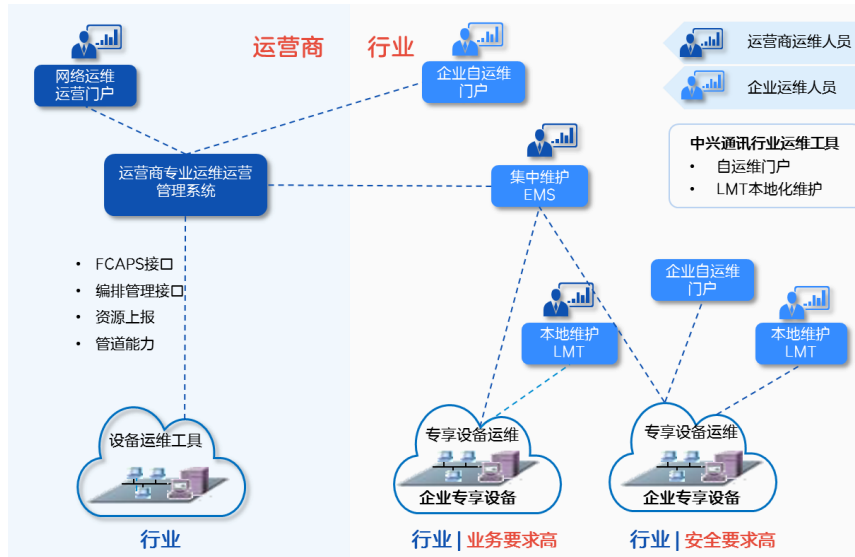 运营商
行业
运营商运维人员
企业运维人员
网络运维
运营门户
企业自运维
门户
中兴通讯行业运维工具
• 自运维门户
• LMT本地化维护
运营商专业运维运营
管理系统
集中维护
EMS
• FCAPS接口
• 编排管理接口
• 资源上报
• 管道能力
企业自运维
门户
本地维护
LMT
本地维护
LMT
设备运维工具
专享设备运维
企业专享设备
专享设备运维
企业专享设备
行业
行业 | 业务要求高
行业 | 安全要求高